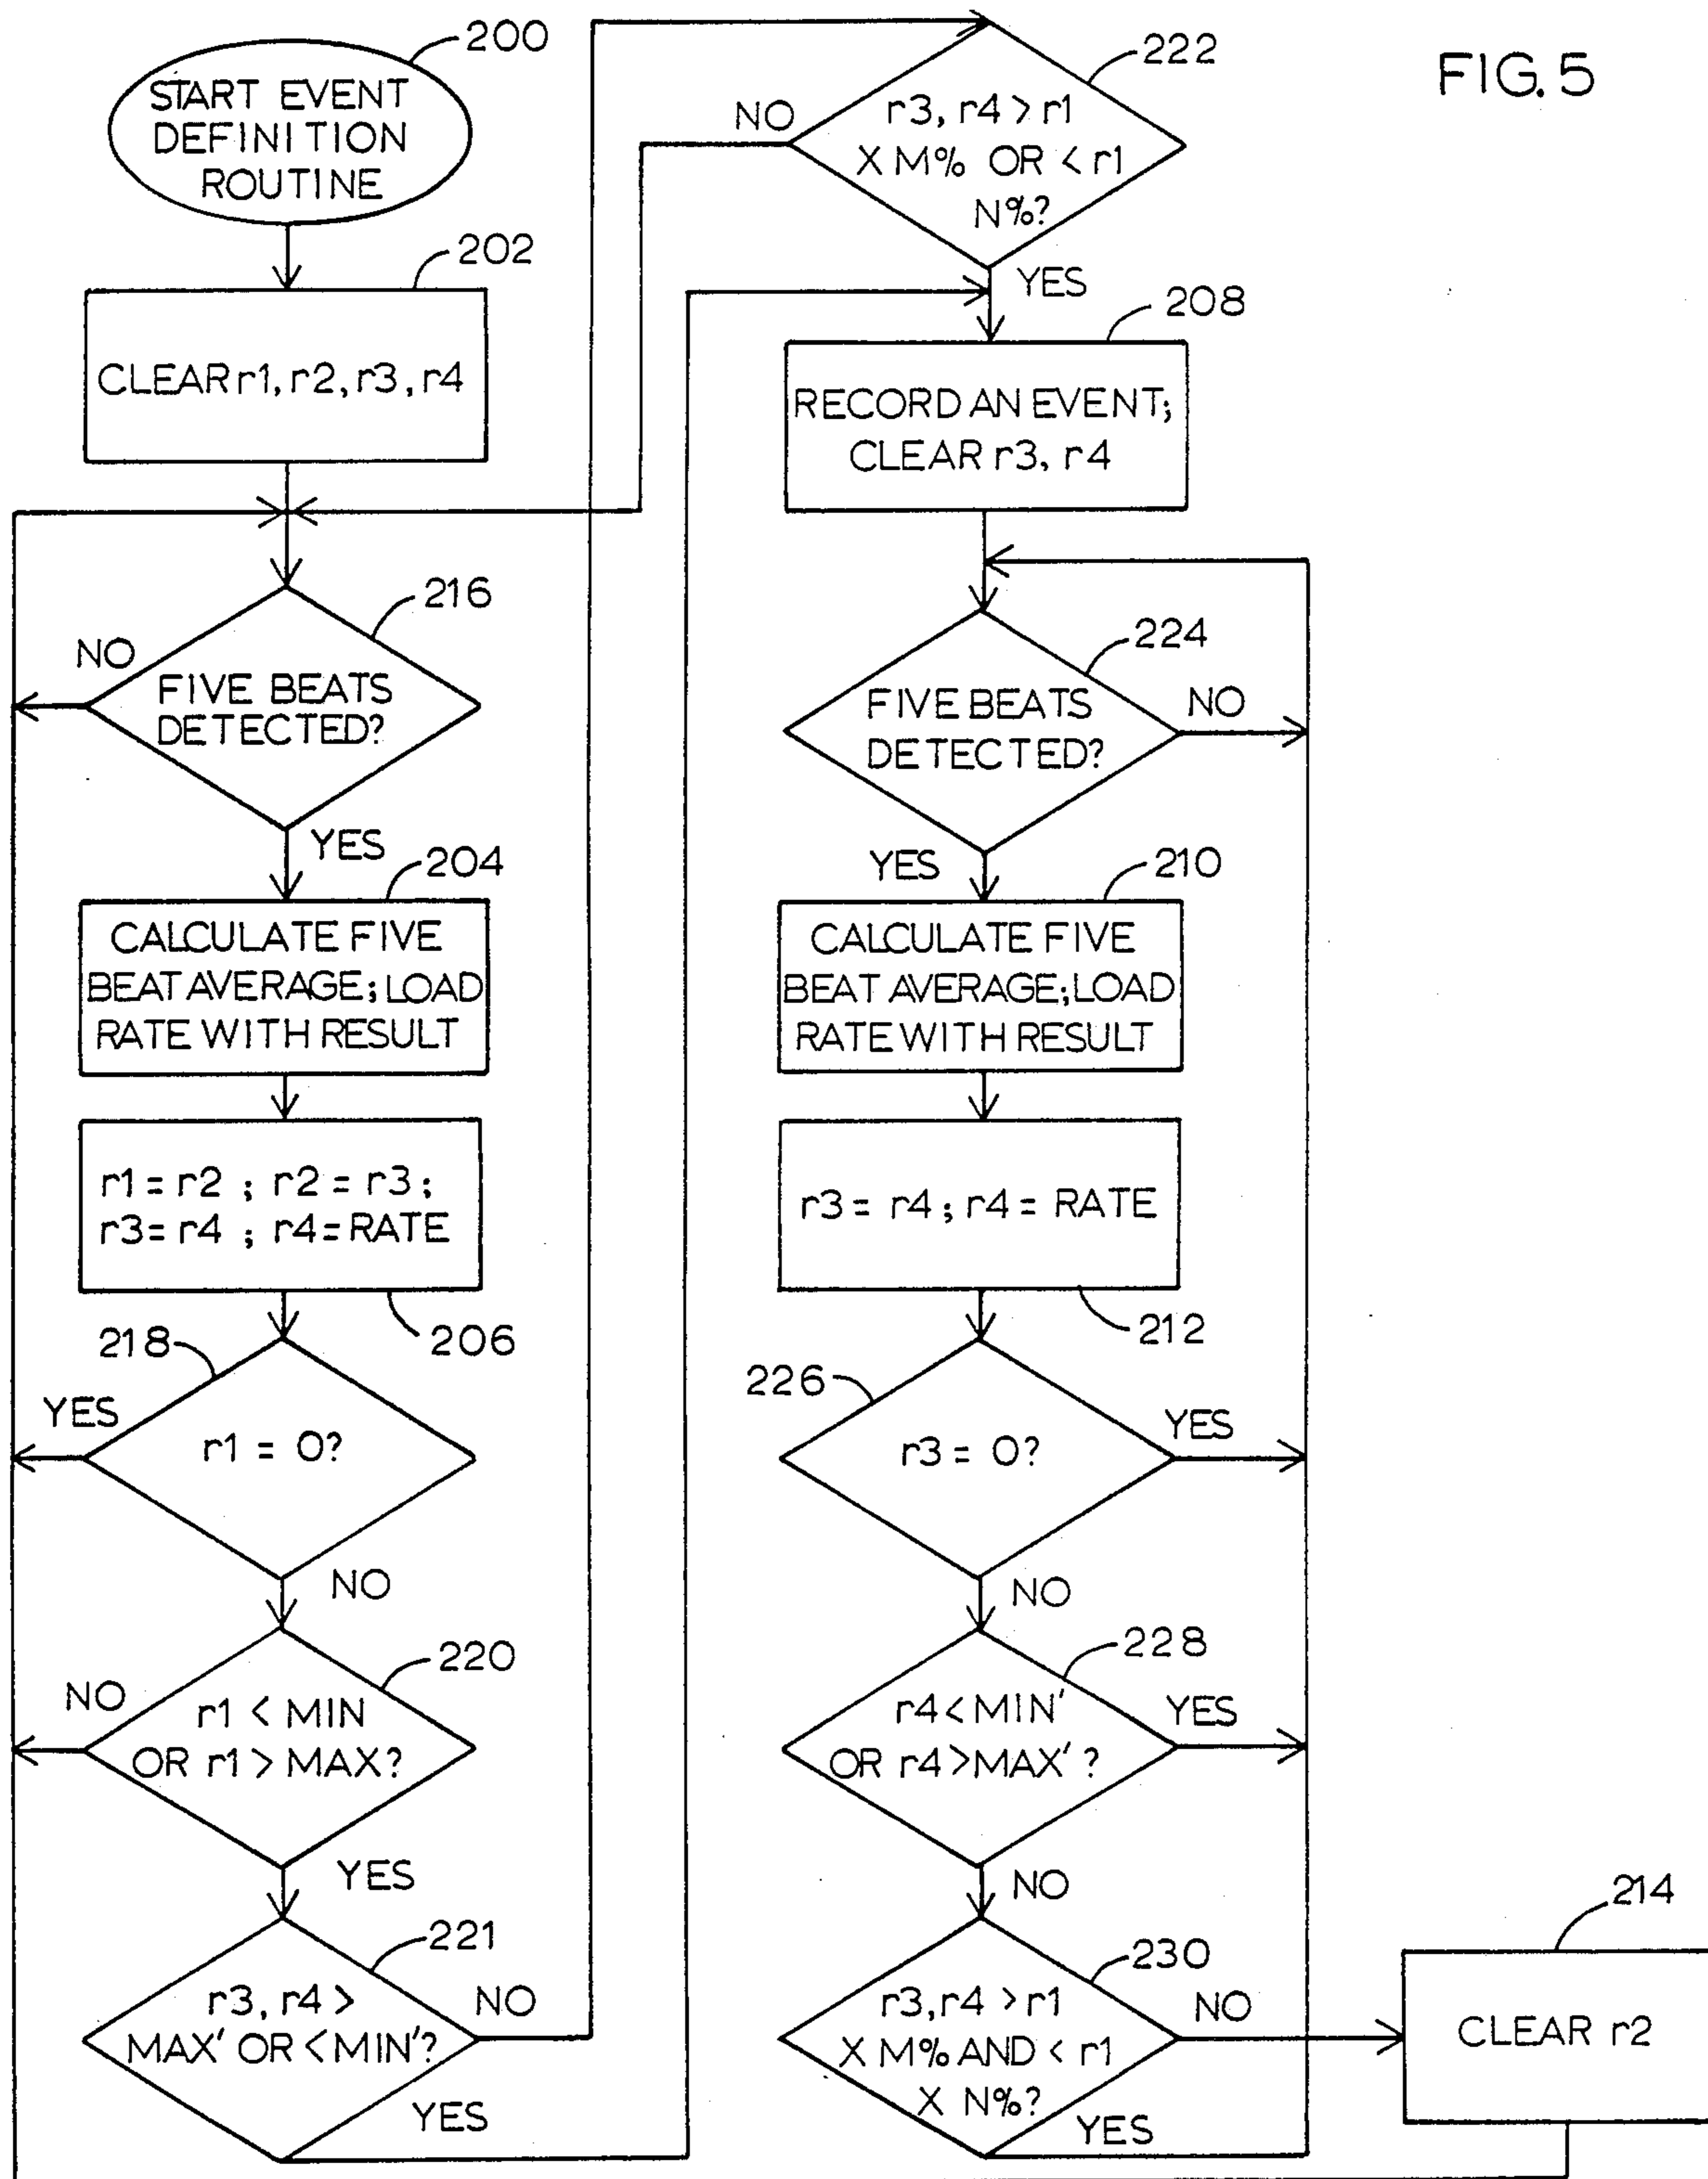 FIG. 5
200
START EVENT
DEFINITION
ROUTINE
202
CLEAR r1, r2, r3, r4
216
NO
FIVE BEATS
DETECTED?
YES
204
CALCULATE FIVE
BEAT AVERAGE; LOAD
RATE WITH RESULT
r1 = r2 ; r2 = r3;
r3 = r4 ; r4 = RATE
206
218
YES
r1 = 0?
NO
220
NO
r1 < MIN
OR r1 > MAX?
YES
221
r3, r4 >
MAX' OR < MIN'?
NO
YES
222
NO
r3, r4 > r1
X M% OR < r1
N%?
YES
208
RECORD AN EVENT;
CLEAR r3, r4
224
FIVE BEATS
DETECTED?
NO
YES
210
CALCULATE FIVE
BEAT AVERAGE; LOAD
RATE WITH RESULT
r3 = r4; r4 = RATE
212
226
r3 = 0?
YES
NO
228
r4 < MIN'
OR r4 > MAX'?
YES
NO
230
r3, r4 > r1
X M% AND < r1
X N%?
NO
YES
214
CLEAR r2